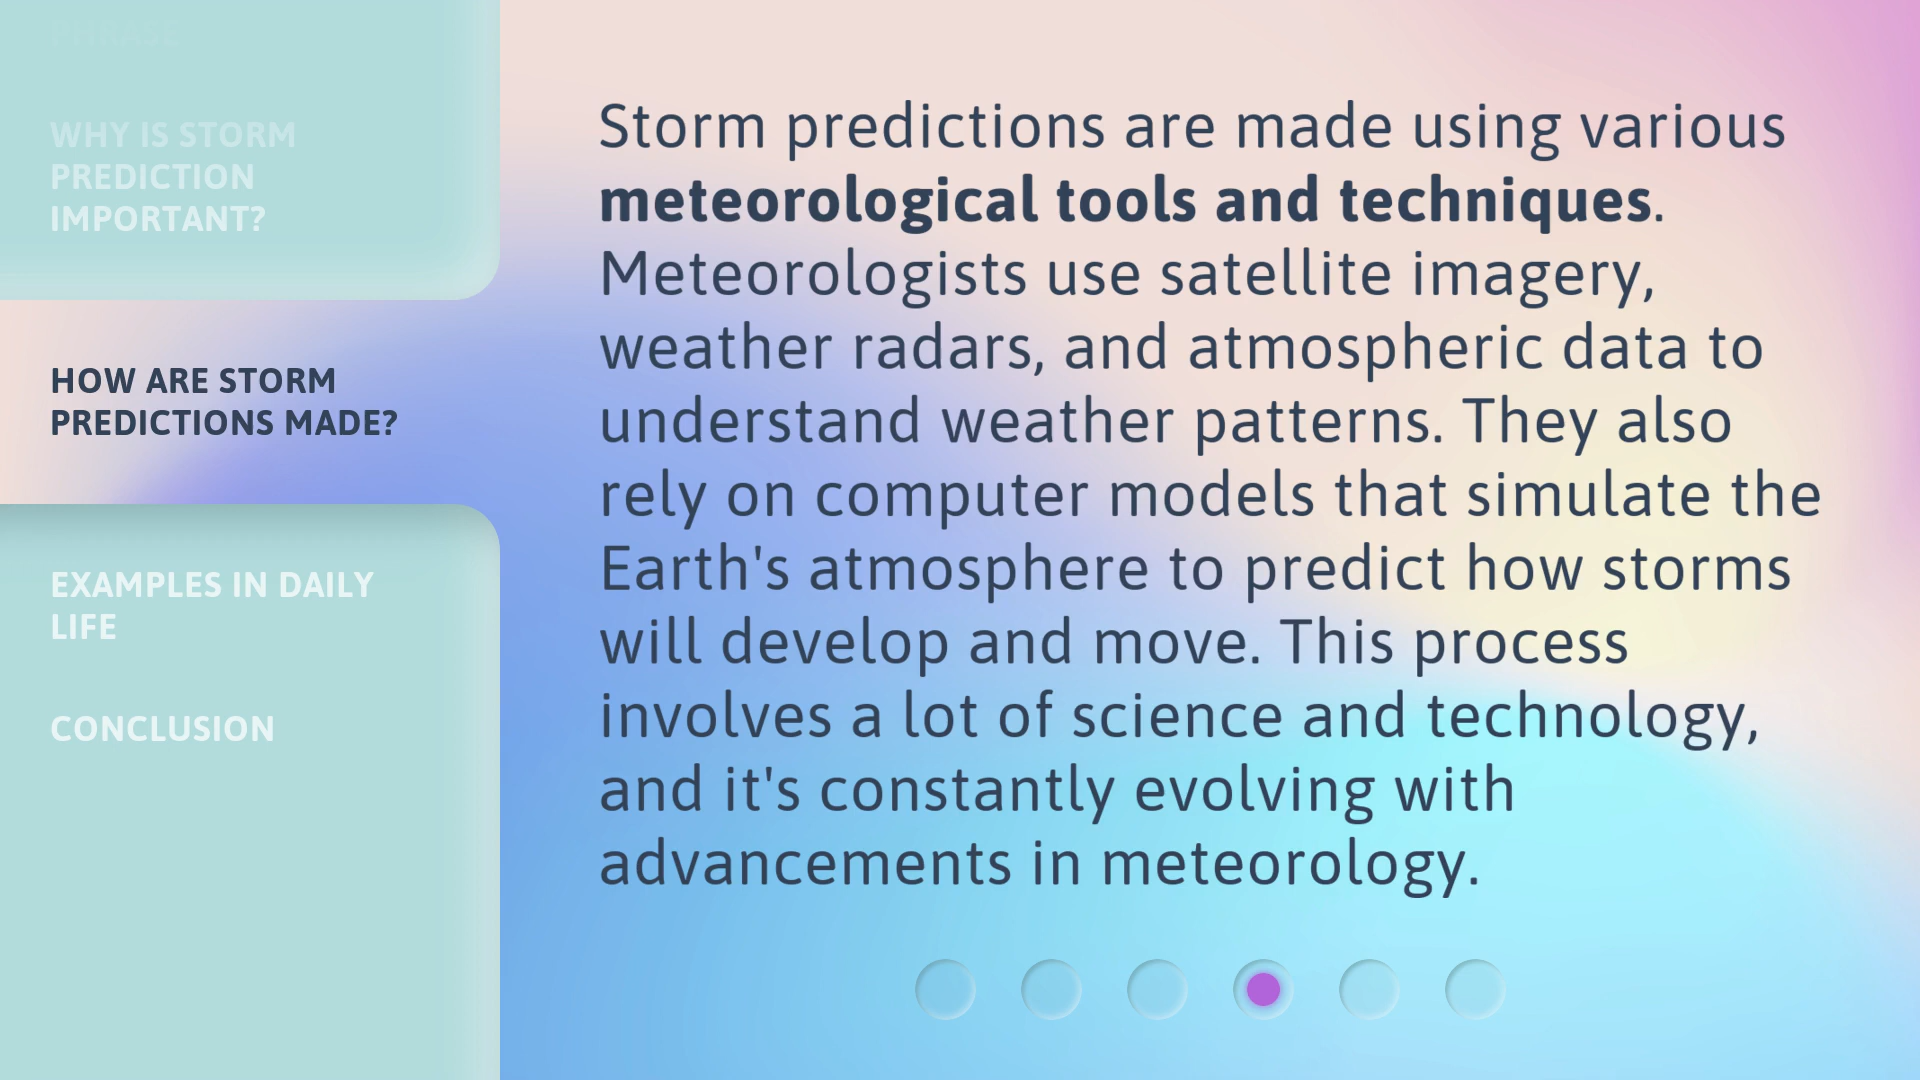 PHRASE
WHY IS STORM
PREDICTION
IMPORTANT?
HOW ARE STORM
PREDICTIONS MADE?
EXAMPLES IN DAILY
LIFE
CONCLUSION
Storm predictions are made using various
meteorological tools and techniques.
Meteorologists use satellite imagery,
weather radars, and atmospheric data to
understand weather patterns. They also
rely on computer models that simulate the
Earth's atmosphere to predict how storms
will develop and move. This process
involves a lot of science and technology,
and it's constantly evolving with
advancements in meteorology.